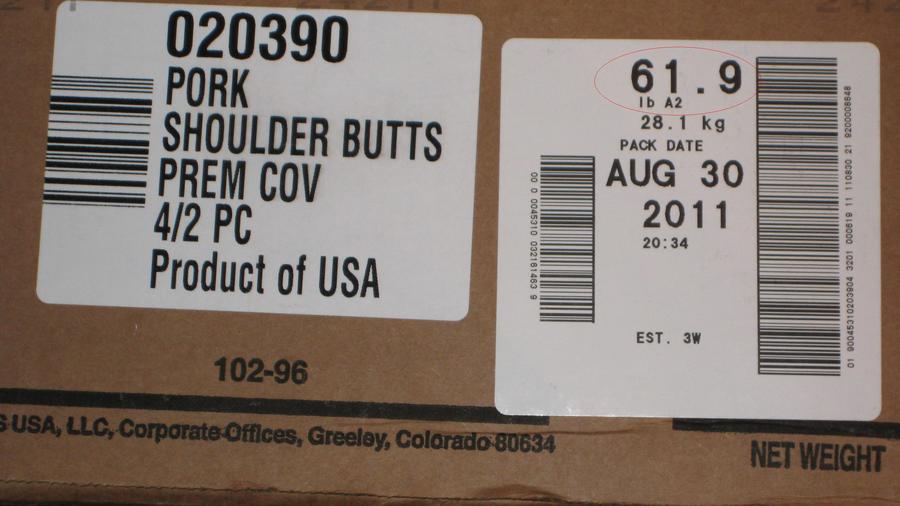 020390
PORK
SHOULDER BUTTS
PREM COV
4/2 PC
Product of USA
61.9
lb A2
28.1 kg
PACK DATE
AUG 30
2011
20:34
EST. 3W
102-96
USA, LLC, Corporate Offices, Greeley, Colorado 80634
NET WEIGHT